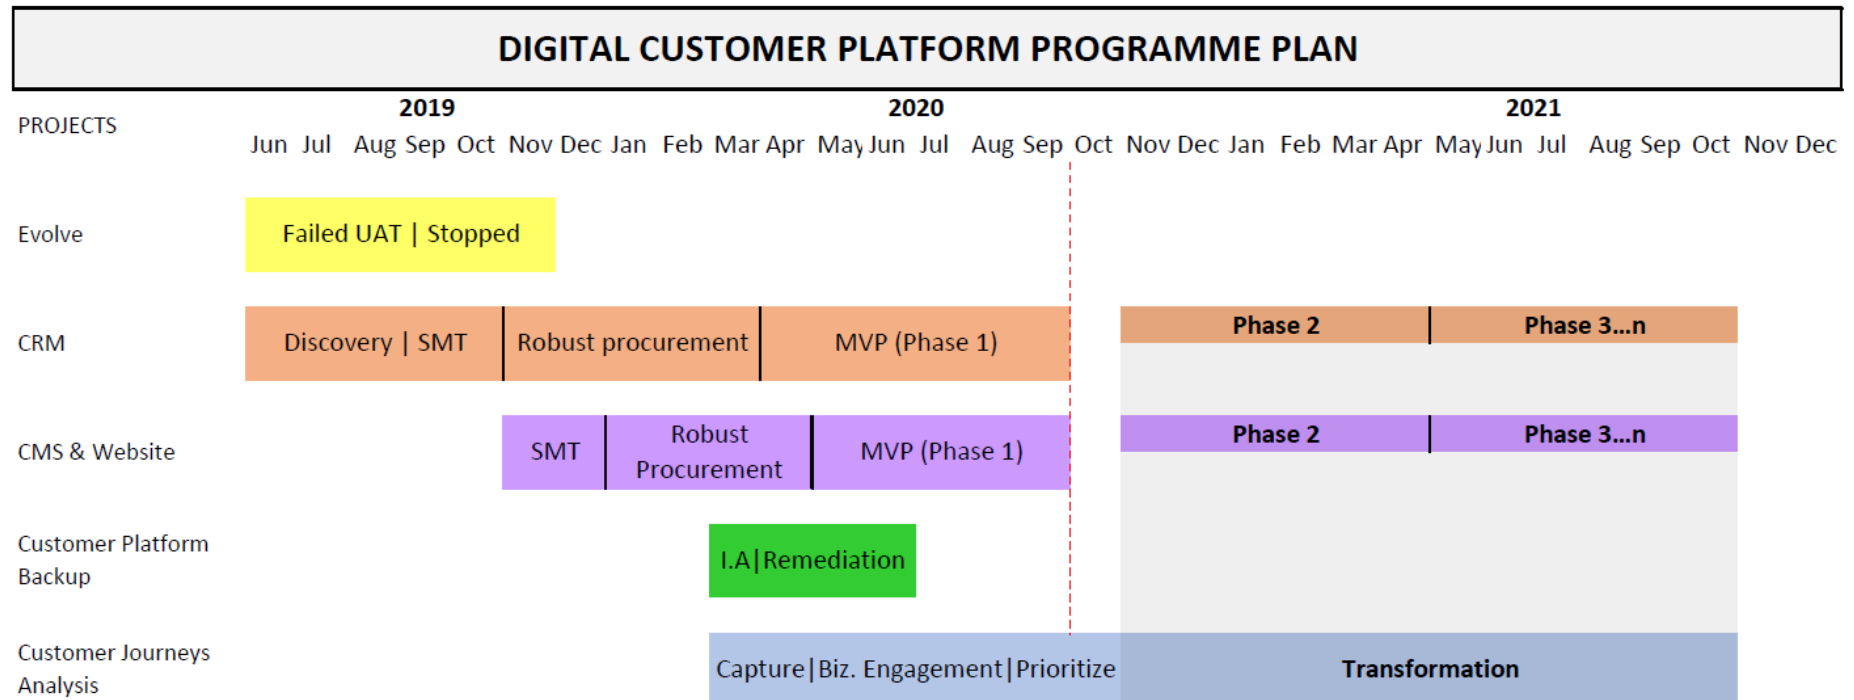 DIGITAL CUSTOMER PLATFORM PROGRAMME PLAN
PROJECTS
2019 2020 2021
Jun Jul Aug Sep Oct Nov Dec Jan Feb Mar Apr May Jun Jul Aug Sep Oct Nov Dec Jan Feb Mar Apr May Jun Jul Aug Sep Oct Nov Dec
Evolve
Failed UAT | Stopped
CRM
Discovery | SMT
Robust procurement
MVP (Phase 1)
Phase 2
Phase 3...n
CMS & Website
SMT
Robust
Procurement
MVP (Phase 1)
Phase 2
Phase 3...n
Customer Platform
Backup
I.A|Remediation
Customer Journeys
Analysis
Capture|Biz. Engagement|Prioritize
Transformation